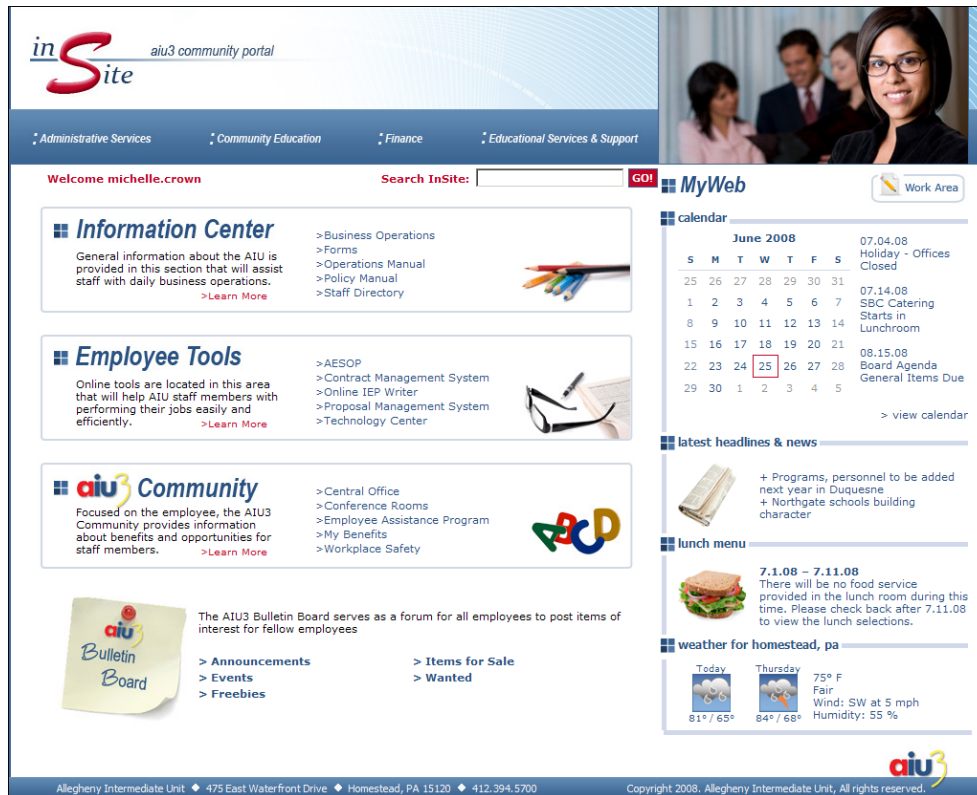 in Site
aiu3 community portal
Administrative Services
Community Education
Finance
Educational Services & Support
Welcome michelle.crown
Search InSite:
GO!
Information Center
General information about the AIU is
provided in this section that will assist
staff with daily business operations.
>Learn More
>Business Operations
>Forms
>Operations Manual
>Policy Manual
>Staff Directory
Employee Tools
Online tools are located in this area
that will help AIU staff members with
performing their jobs easily and
efficiently.
>Learn More
>AESOP
>Contract Management System
>Online IEP Writer
>Proposal Management System
>Technology Center
aiu3 Community
Focused on the employee, the AIU3
Community provides information
about benefits and opportunities for
staff members.
>Learn More
>Central Office
>Conference Rooms
>Employee Assistance Program
>My Benefits
>Workplace Safety
ABCD
aiu3
Bulletin
Board
The AIU3 Bulletin Board serves as a forum for all employees to post items of
interest for fellow employees
> Announcements
> Events
> Freebies
> Items for Sale
> Wanted
MyWeb
Work Area
calendar
June 2008
S M T W T F S
25 26 27 28 29 30 31
1 2 3 4 5 6 7
8 9 10 11 12 13 14
15 16 17 18 19 20 21
22 23 24 25 26 27 28
29 30 1 2 3 4 5
07.04.08
Holiday - Offices
Closed
07.14.08
SBC Catering
Starts in
Lunchroom
08.15.08
Board Agenda
General Items Due
> view calendar
latest headlines & news
+ Programs, personnel to be added
next year in Duquesne
+ Northgate schools building
character
lunch menu
7.1.08 – 7.11.08
There will be no food service
provided in the lunch room during this
time. Please check back after 7.11.08
to view the lunch selections.
weather for homestead, pa
Today
81° / 65°
Thursday
84° / 68°
75° F
Fair
Wind: SW at 5 mph
Humidity: 55 %
aiu3
Allegheny Intermediate Unit ◆ 475 East Waterfront Drive ◆ Homestead, PA 15120 ◆ 412.394.5700
Copyright 2008. Allegheny Intermediate Unit, All rights reserved.